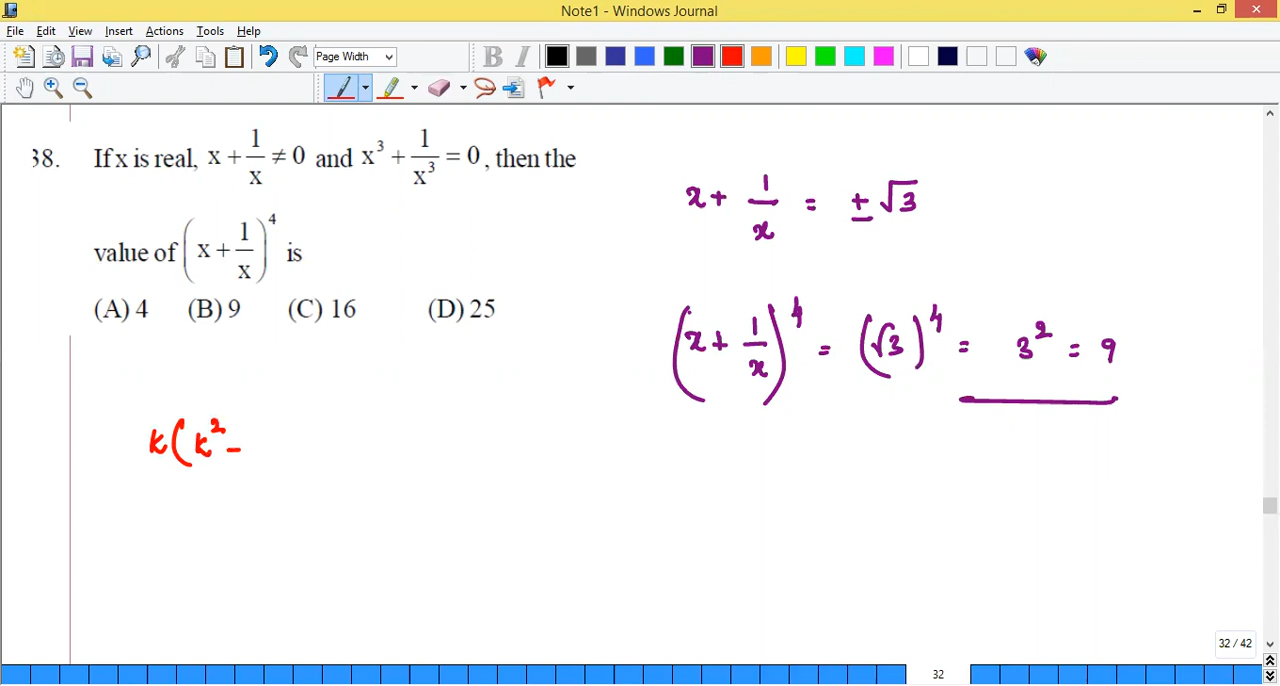 Note1 - Windows Journal
File Edit View Insert Actions Tools Help
Page Width
38. If x is real, x + 1/x ≠ 0 and x³ + 1/x³ = 0, then the
value of (x + 1/x)⁴ is
(A) 4 (B) 9 (C) 16 (D) 25
x + 1/x = ± √3
(x + 1/x)⁴ = (√3)⁴ = 3² = 9
k(k² -
32 / 42
32